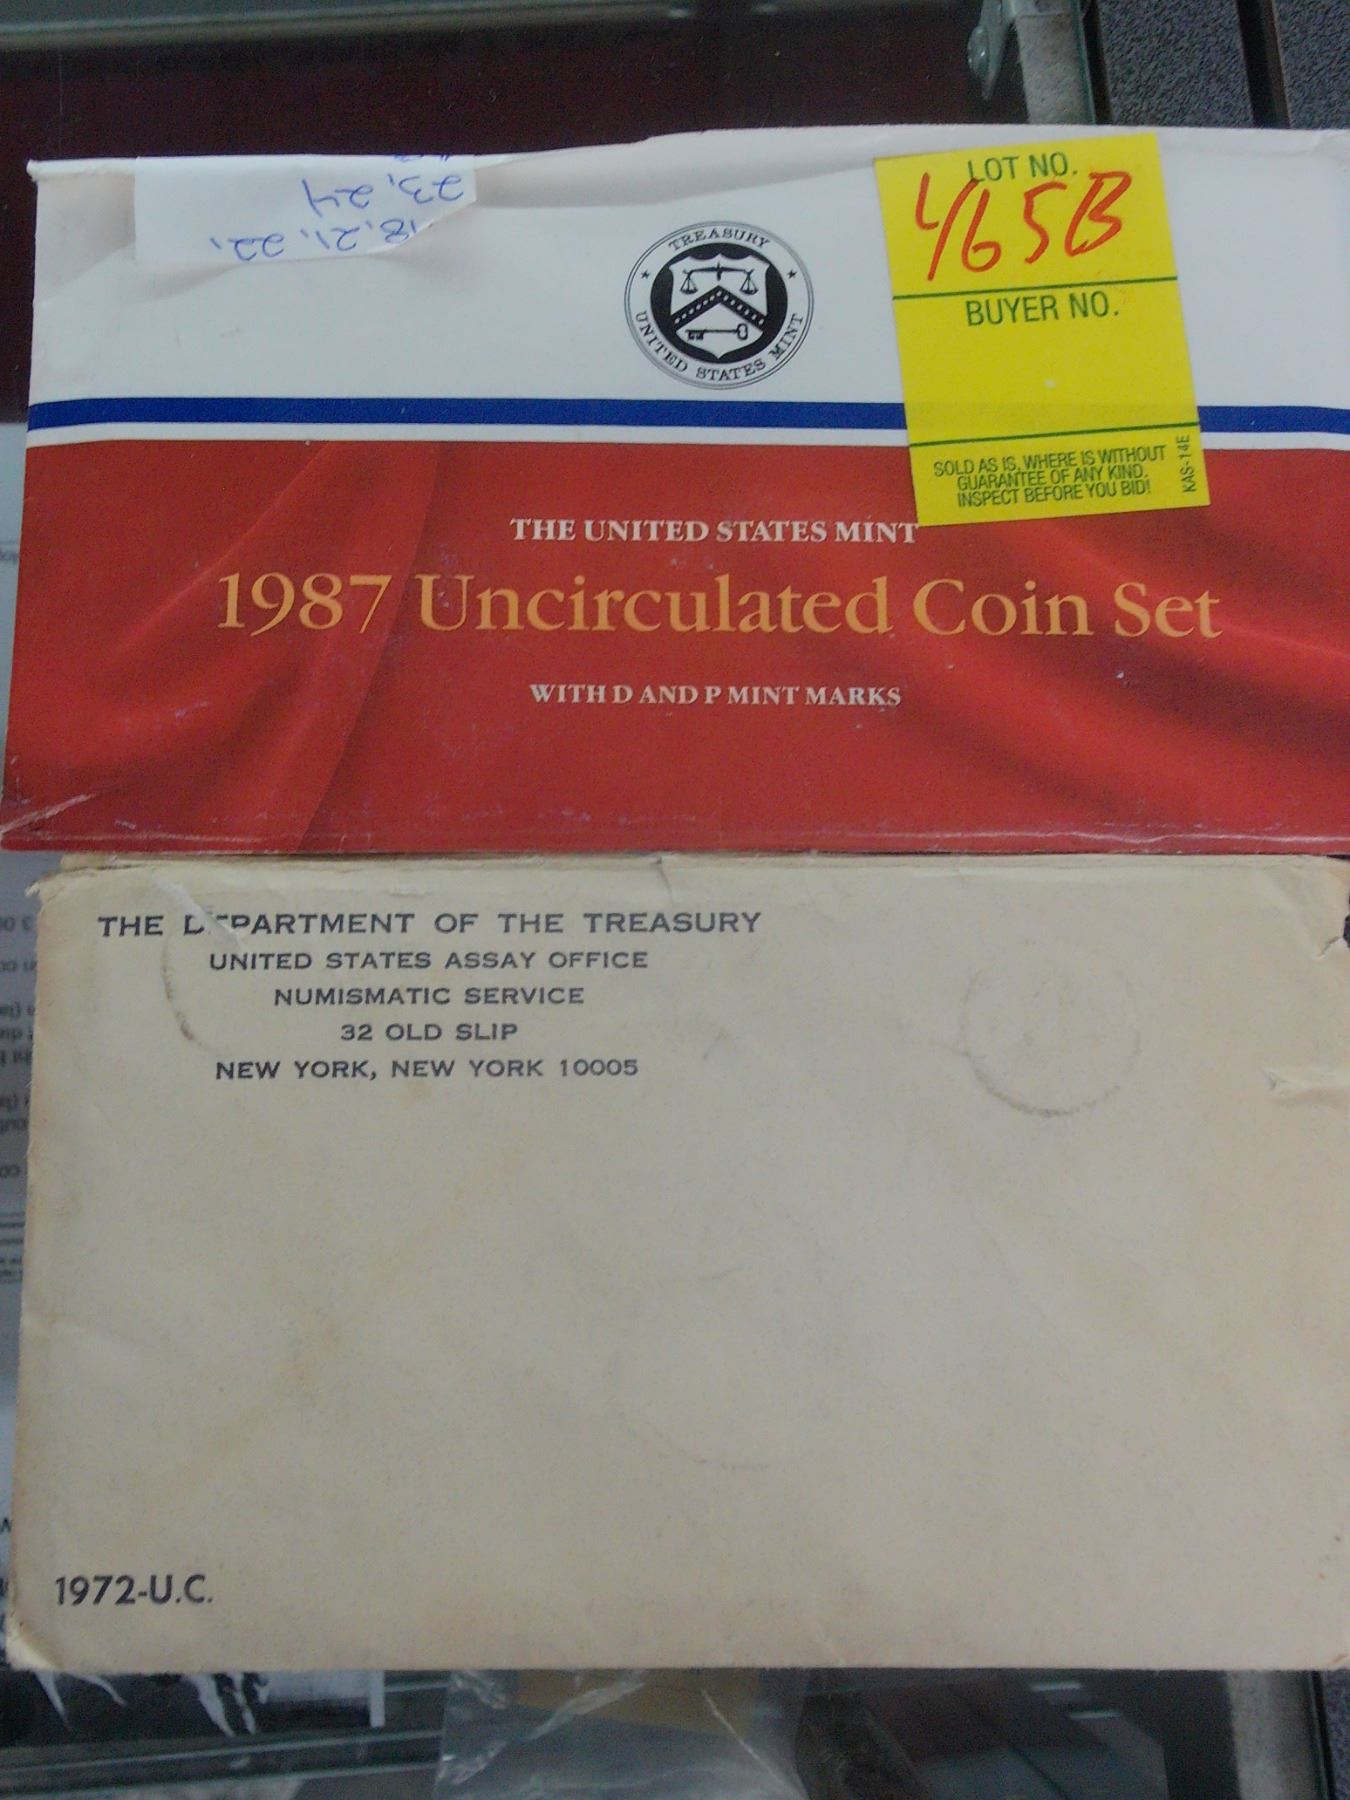 18, 21, 22,
23, 24
TREASURY
UNITED STATES MINT
LOT NO.
465B
BUYER NO.
SOLD AS IS, WHERE IS WITHOUT
GUARANTEE OF ANY KIND.
INSPECT BEFORE YOU BID!
KAS-14E
THE UNITED STATES MINT
1987 Uncirculated Coin Set
WITH D AND P MINT MARKS
THE DEPARTMENT OF THE TREASURY
UNITED STATES ASSAY OFFICE
NUMISMATIC SERVICE
32 OLD SLIP
NEW YORK, NEW YORK 10005
1972-U.C.